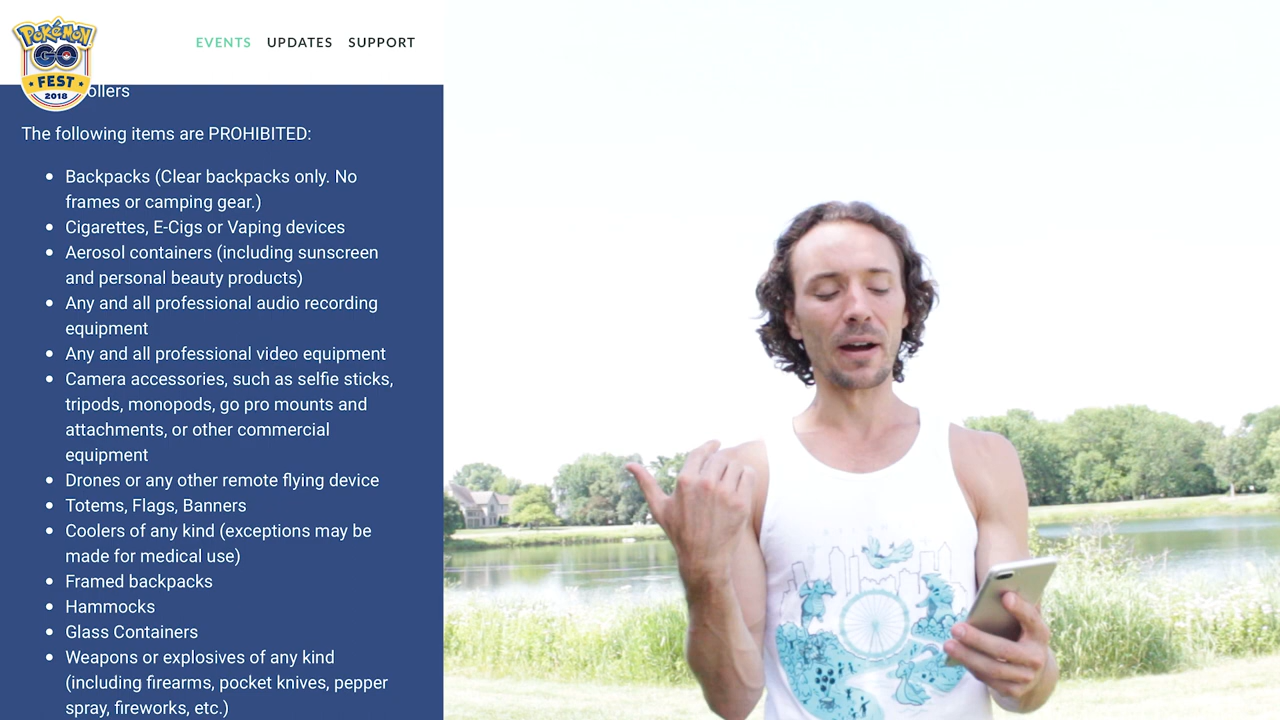 POKÉMON
GO
FEST
2018
EVENTS UPDATES SUPPORT
ollers
The following items are PROHIBITED:
• Backpacks (Clear backpacks only. No
frames or camping gear.)
• Cigarettes, E-Cigs or Vaping devices
• Aerosol containers (including sunscreen
and personal beauty products)
• Any and all professional audio recording
equipment
• Any and all professional video equipment
• Camera accessories, such as selfie sticks,
tripods, monopods, go pro mounts and
attachments, or other commercial
equipment
• Drones or any other remote flying device
• Totems, Flags, Banners
• Coolers of any kind (exceptions may be
made for medical use)
• Framed backpacks
• Hammocks
• Glass Containers
• Weapons or explosives of any kind
(including firearms, pocket knives, pepper
spray, fireworks, etc.)